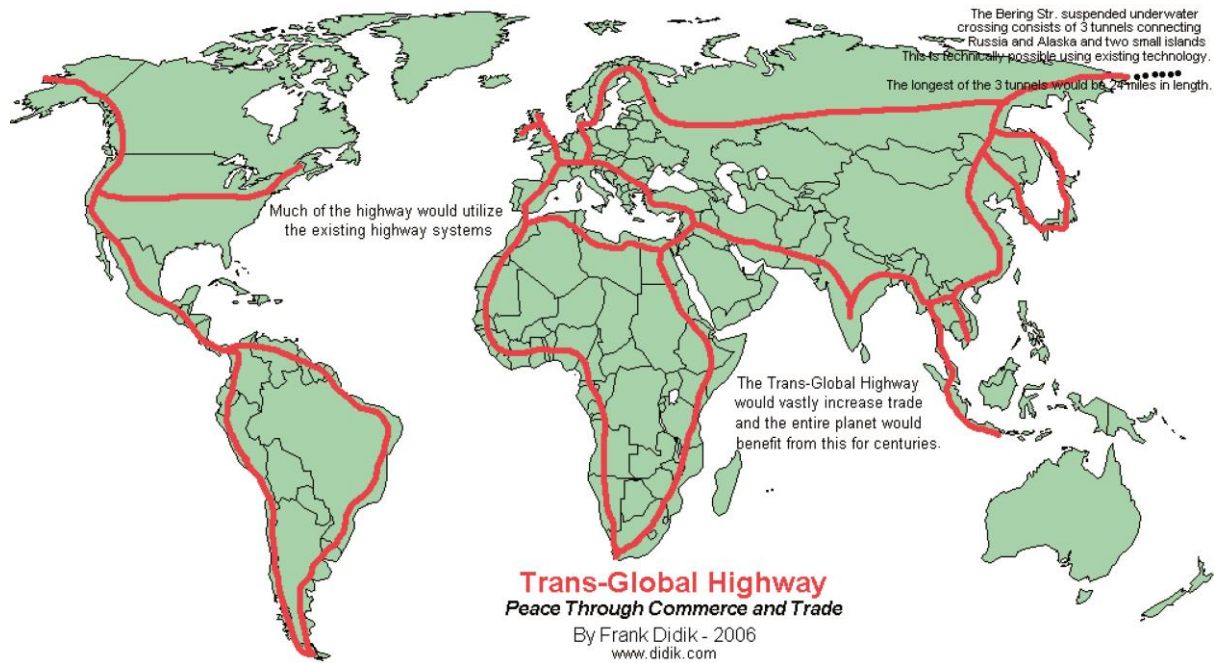 The Bering Str. suspended underwater
crossing consists of 3 tunnels connecting
Russia and Alaska and two small islands
This is technically possible using existing technology.
The longest of the 3 tunnels would be 24 miles in length.
Much of the highway would utilize
the existing highway systems
The Trans-Global Highway
would vastly increase trade
and the entire planet would
benefit from this for centuries.
Trans-Global Highway
Peace Through Commerce and Trade
By Frank Didik - 2006
www.didik.com